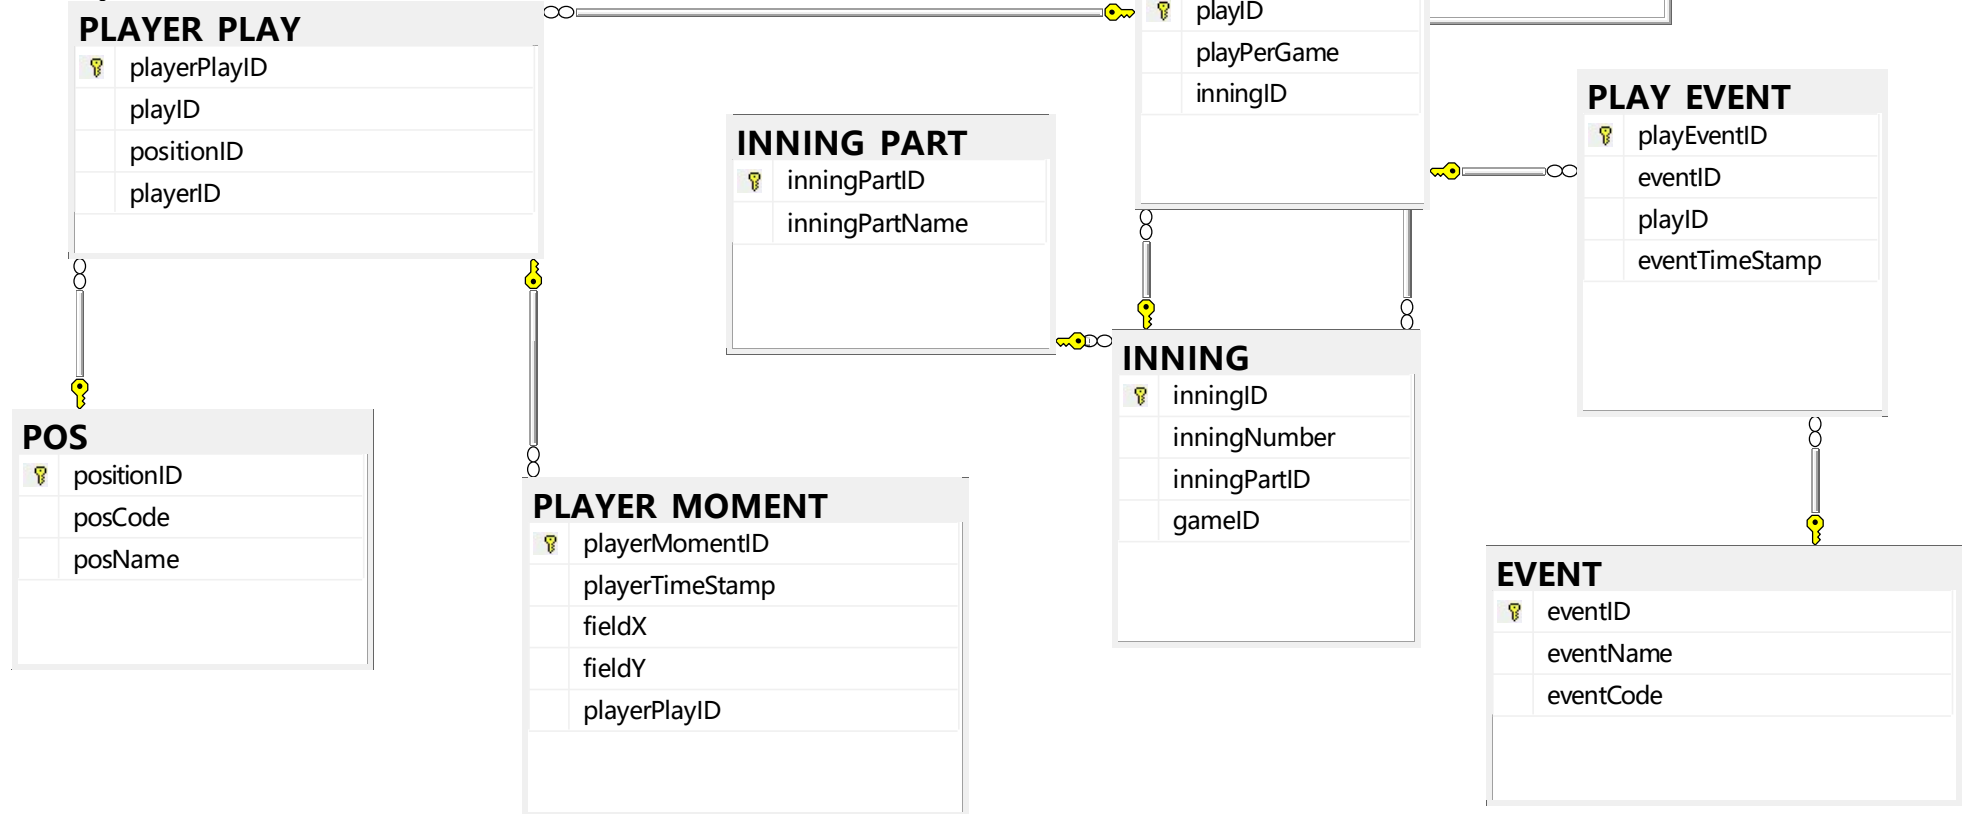 PLAYER PLAY
playerPlayID
playID
positionID
playerID
playID
playPerGame
inningID
INNING PART
inningPartID
inningPartName
PLAY EVENT
playEventID
eventID
playID
eventTimeStamp
POS
positionID
posCode
posName
PLAYER MOMENT
playerMomentID
playerTimeStamp
fieldX
fieldY
playerPlayID
INNING
inningID
inningNumber
inningPartID
gameID
EVENT
eventID
eventName
eventCode